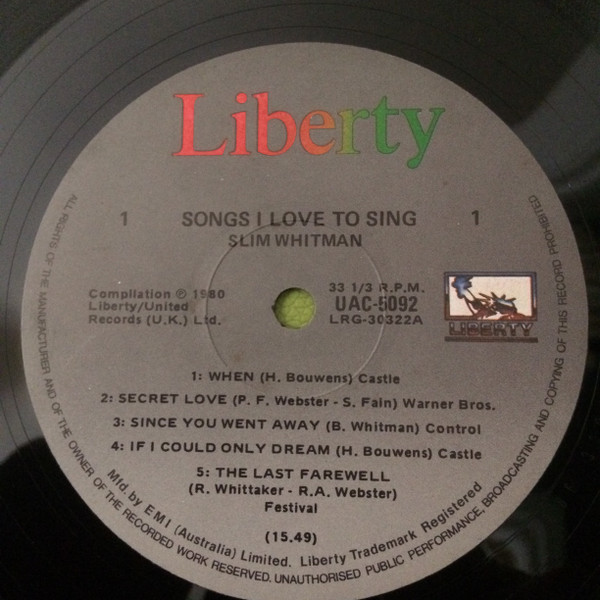 Liberty
1 SONGS I LOVE TO SING 1
SLIM WHITMAN
Compilation ℗ 1980
Liberty/United
Records (U.K.) Ltd.
33 1/3 R.P.M.
UAC-5092
LRG-30322A
LIBERTY
1: WHEN (H. Bouwens) Castle
2: SECRET LOVE (P. F. Webster - S. Fain) Warner Bros.
3: SINCE YOU WENT AWAY (B. Whitman) Control
4: IF I COULD ONLY DREAM (H. Bouwens) Castle
5: THE LAST FAREWELL
(R. Whittaker - R.A. Webster)
Festival
(15.49)
Mfd. by EMI (Australia) Limited. Liberty Trademark Registered
ALL RIGHTS OF THE MANUFACTURER AND OF THE OWNER OF THE RECORDED WORK RESERVED. UNAUTHORISED PUBLIC PERFORMANCE, BROADCASTING AND COPYING OF THIS RECORD PROHIBITED